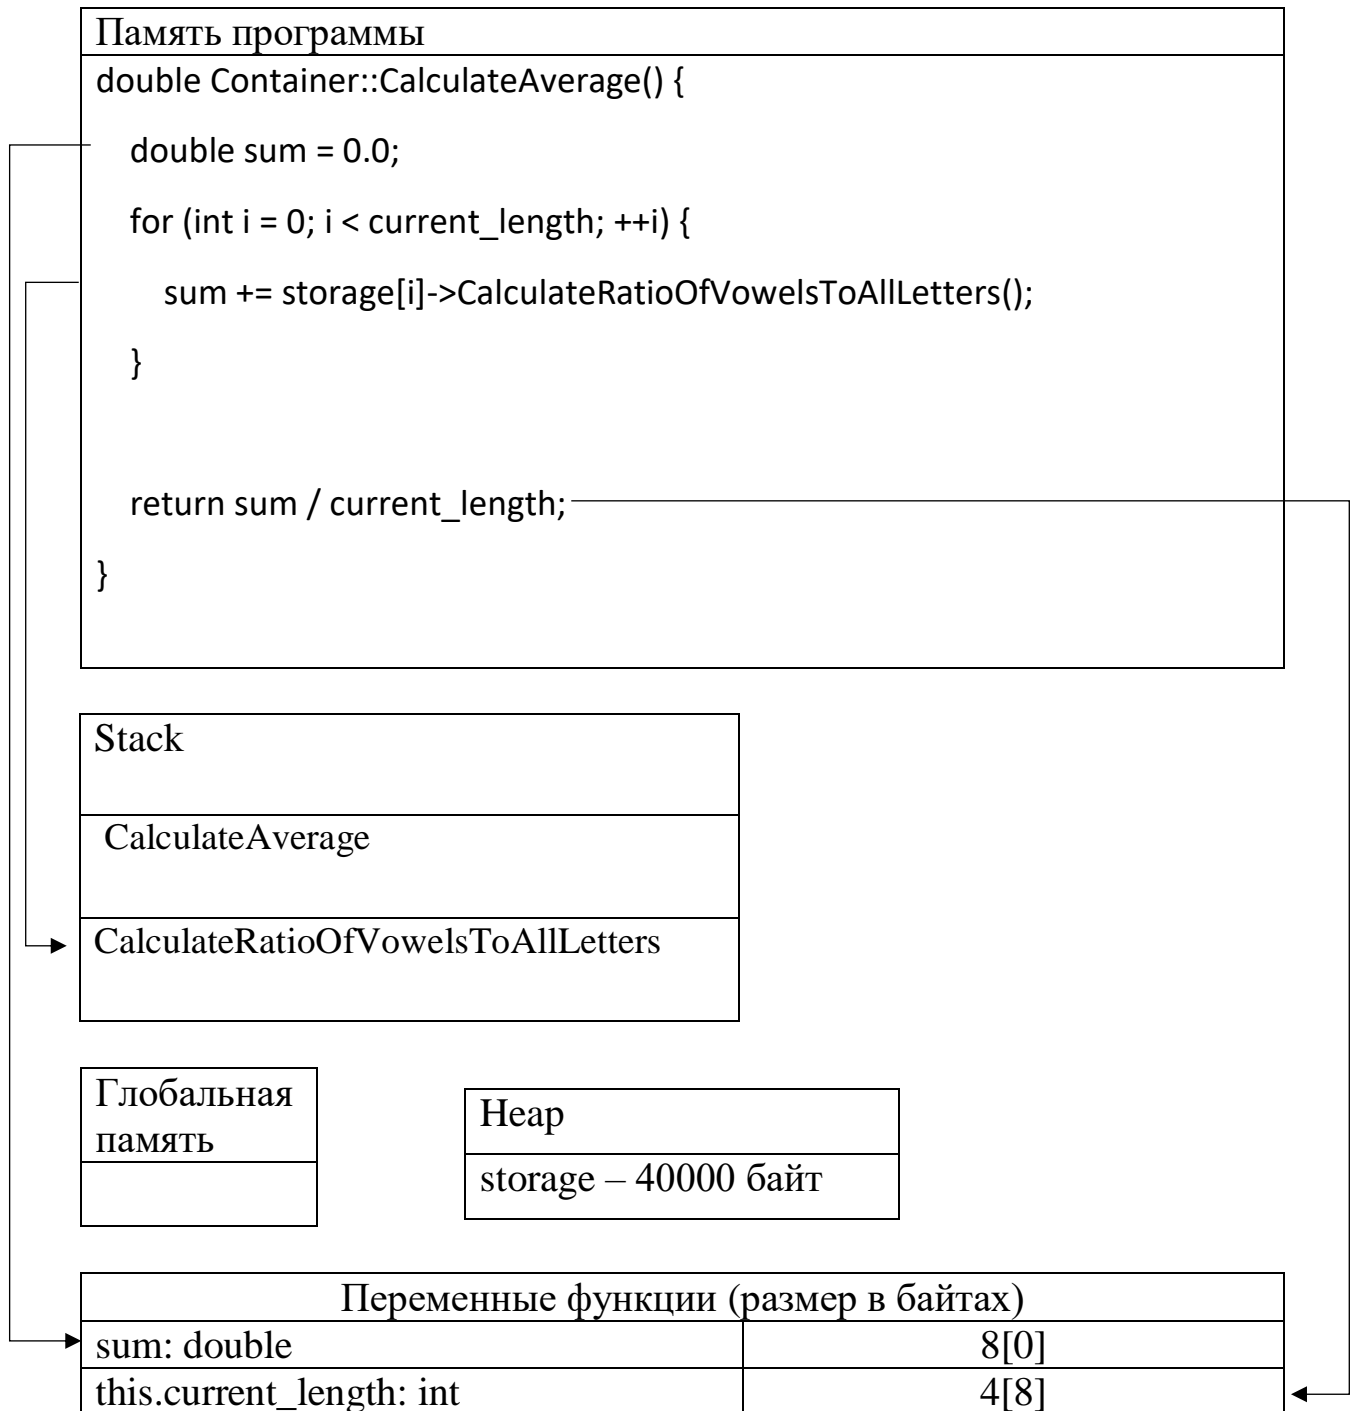 Память программы
double Container::CalculateAverage() {
double sum = 0.0;
for (int i = 0; i < current_length; ++i) {
sum += storage[i]->CalculateRatioOfVowelsToAllLetters();
}
return sum / current_length;
}
Stack
CalculateAverage
CalculateRatioOfVowelsToAllLetters
Глобальная
память
Heap
storage – 40000 байт
Переменные функции (размер в байтах)
sum: double 8[0]
this.current_length: int 4[8]